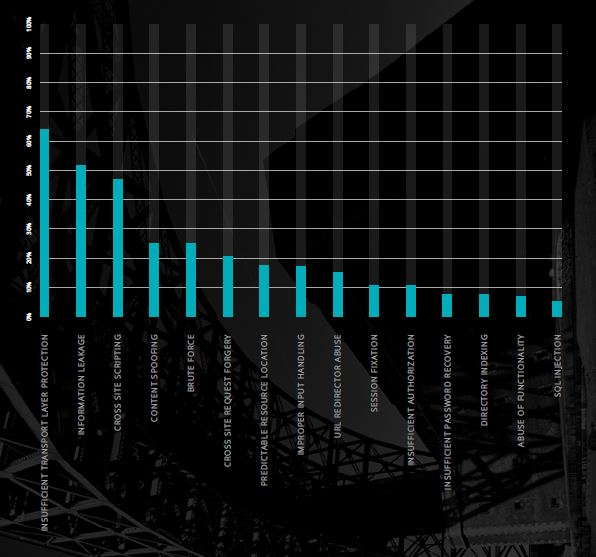 100%
90%
80%
70%
60%
50%
40%
30%
20%
10%
0%
INSUFFICIENT TRANSPORT LAYER PROTECTION
INFORMATION LEAKAGE
CROSS SITE SCRIPTING
CONTENT SPOOFING
BRUTE FORCE
CROSS SITE REQUEST FORGERY
PREDICTABLE RESOURCE LOCATION
IMPROPER INPUT HANDLING
URL REDIRECTOR ABUSE
SESSION FIXATION
INSUFFICIENT AUTHORIZATION
INSUFFICIENT PASSWORD RECOVERY
DIRECTORY INDEXING
ABUSE OF FUNCTIONALITY
SQL INJECTION